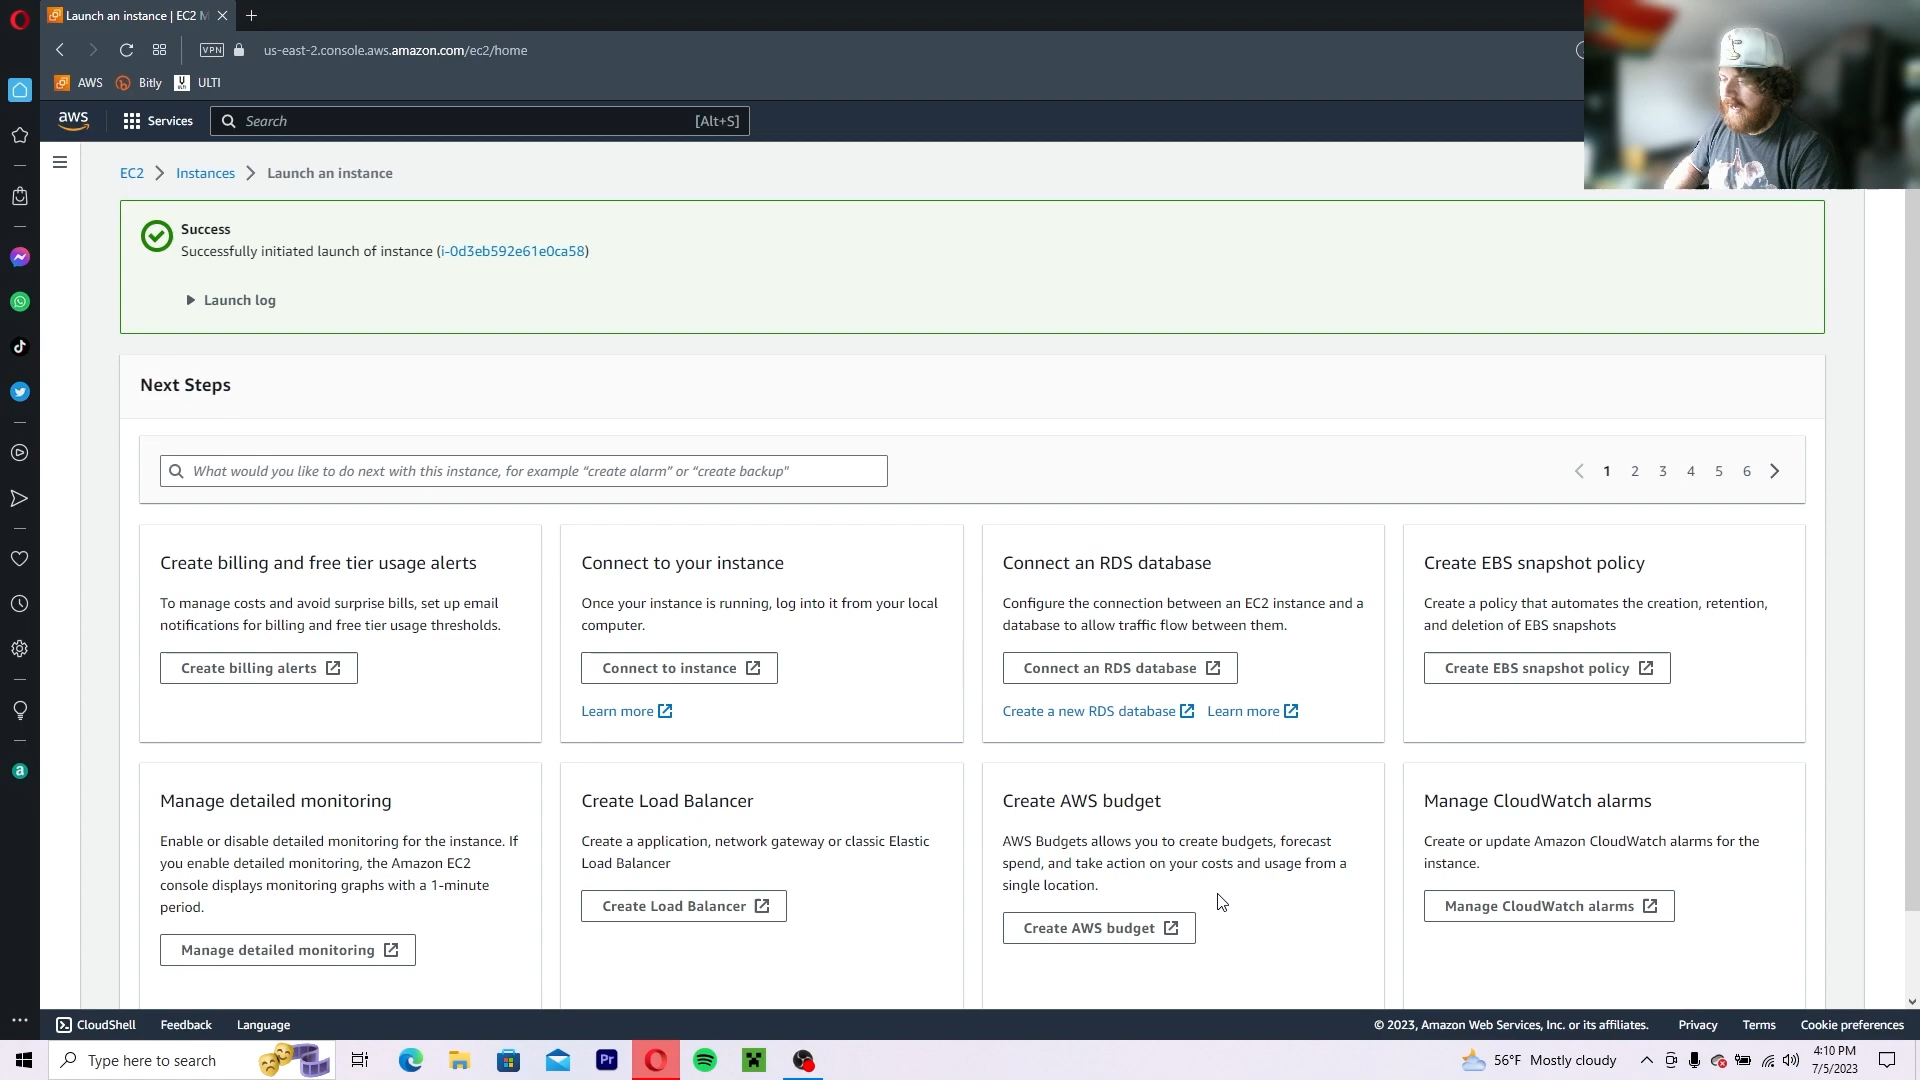 Launch an instance | EC2 M
VPN
us-east-2.console.aws.amazon.com/ec2/home
AWS
Bitly
ULTI
aws
Services
Search
[Alt+S]
EC2
Instances
Launch an instance
Success
Successfully initiated launch of instance (i-0d3eb592e61e0ca58)
Launch log
Next Steps
What would you like to do next with this instance, for example “create alarm” or “create backup”
1 2 3 4 5 6
Create billing and free tier usage alerts
To manage costs and avoid surprise bills, set up email
notifications for billing and free tier usage thresholds.
Create billing alerts
Connect to your instance
Once your instance is running, log into it from your local
computer.
Connect to instance
Learn more
Connect an RDS database
Configure the connection between an EC2 instance and a
database to allow traffic flow between them.
Connect an RDS database
Create a new RDS database
Learn more
Create EBS snapshot policy
Create a policy that automates the creation, retention,
and deletion of EBS snapshots
Create EBS snapshot policy
Manage detailed monitoring
Enable or disable detailed monitoring for the instance. If
you enable detailed monitoring, the Amazon EC2
console displays monitoring graphs with a 1-minute
period.
Manage detailed monitoring
Create Load Balancer
Create a application, network gateway or classic Elastic
Load Balancer
Create Load Balancer
Create AWS budget
AWS Budgets allows you to create budgets, forecast
spend, and take action on your costs and usage from a
single location.
Create AWS budget
Manage CloudWatch alarms
Create or update Amazon CloudWatch alarms for the
instance.
Manage CloudWatch alarms
CloudShell
Feedback
Language
© 2023, Amazon Web Services, Inc. or its affiliates.
Privacy
Terms
Cookie preferences
Type here to search
Pr
56°F Mostly cloudy
4:10 PM
7/5/2023